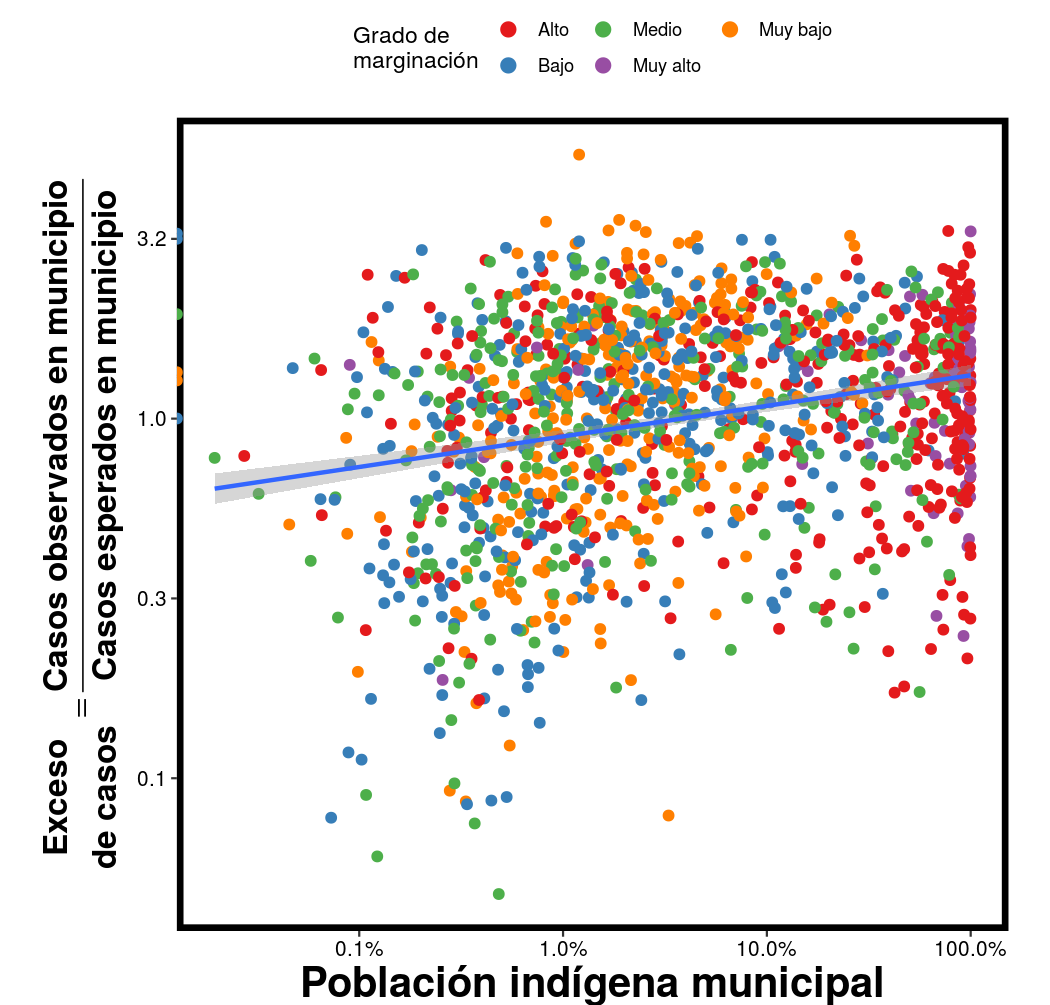 Grado de
marginación
Alto
Medio
Muy bajo
Bajo
Muy alto
Exceso
de casos
=
Casos observados en municipio
Casos esperados en municipio
3.2
1.0
0.3
0.1
0.1%
1.0%
10.0%
100.0%
Población indígena municipal